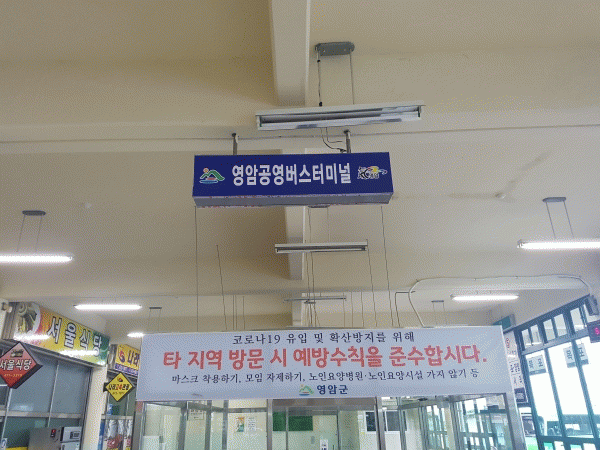 영암공영버스터미널
코로나19 유입 및 확산방지를 위해
타 지역 방문 시 예방수칙을 준수합시다.
마스크 착용하기, 모임 자제하기, 노인요양병원·노인요양시설 가지 않기 등
영암군
서울식당
서울식당